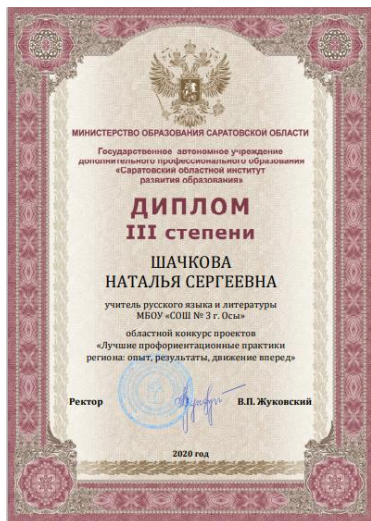 МИНИСТЕРСТВО ОБРАЗОВАНИЯ САРАТОВСКОЙ ОБЛАСТИ
Государственное автономное учреждение
дополнительного профессионального образования
«Саратовский областной институт
развития образования»
ДИПЛОМ
III степени
ШАЧКОВА
НАТАЛЬЯ СЕРГЕЕВНА
учитель русского языка и литературы
МБОУ «СОШ № 3 г. Осы»
областной конкурс проектов
«Лучшие профориентационные практики
региона: опыт, результаты, движение вперед»
Ректор В.П. Жуковский
2020 год